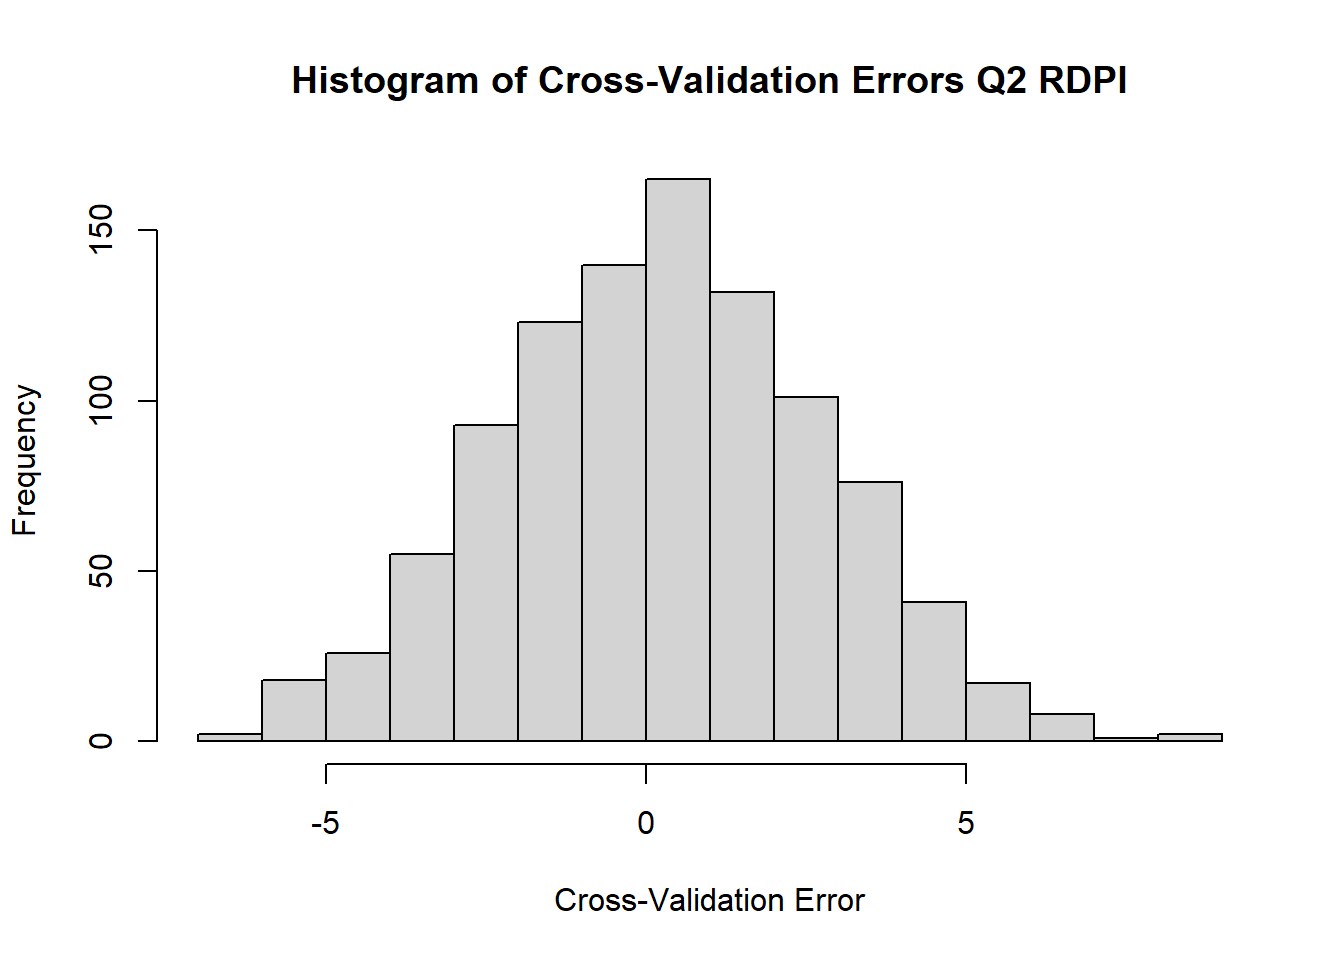 Histogram of Cross-Validation Errors Q2 RDPI
Frequency
150
100
50
0
-5 0 5
Cross-Validation Error